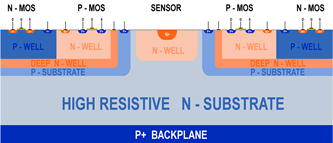 N - MOS P - MOS SENSOR P - MOS N - MOS
P - WELL N - WELL N - WELL N - WELL P - WELL
DEEP N - WELL DEEP N - WELL
P - SUBSTRATE P - SUBSTRATE
HIGH RESISTIVE N - SUBSTRATE
P+ BACKPLANE